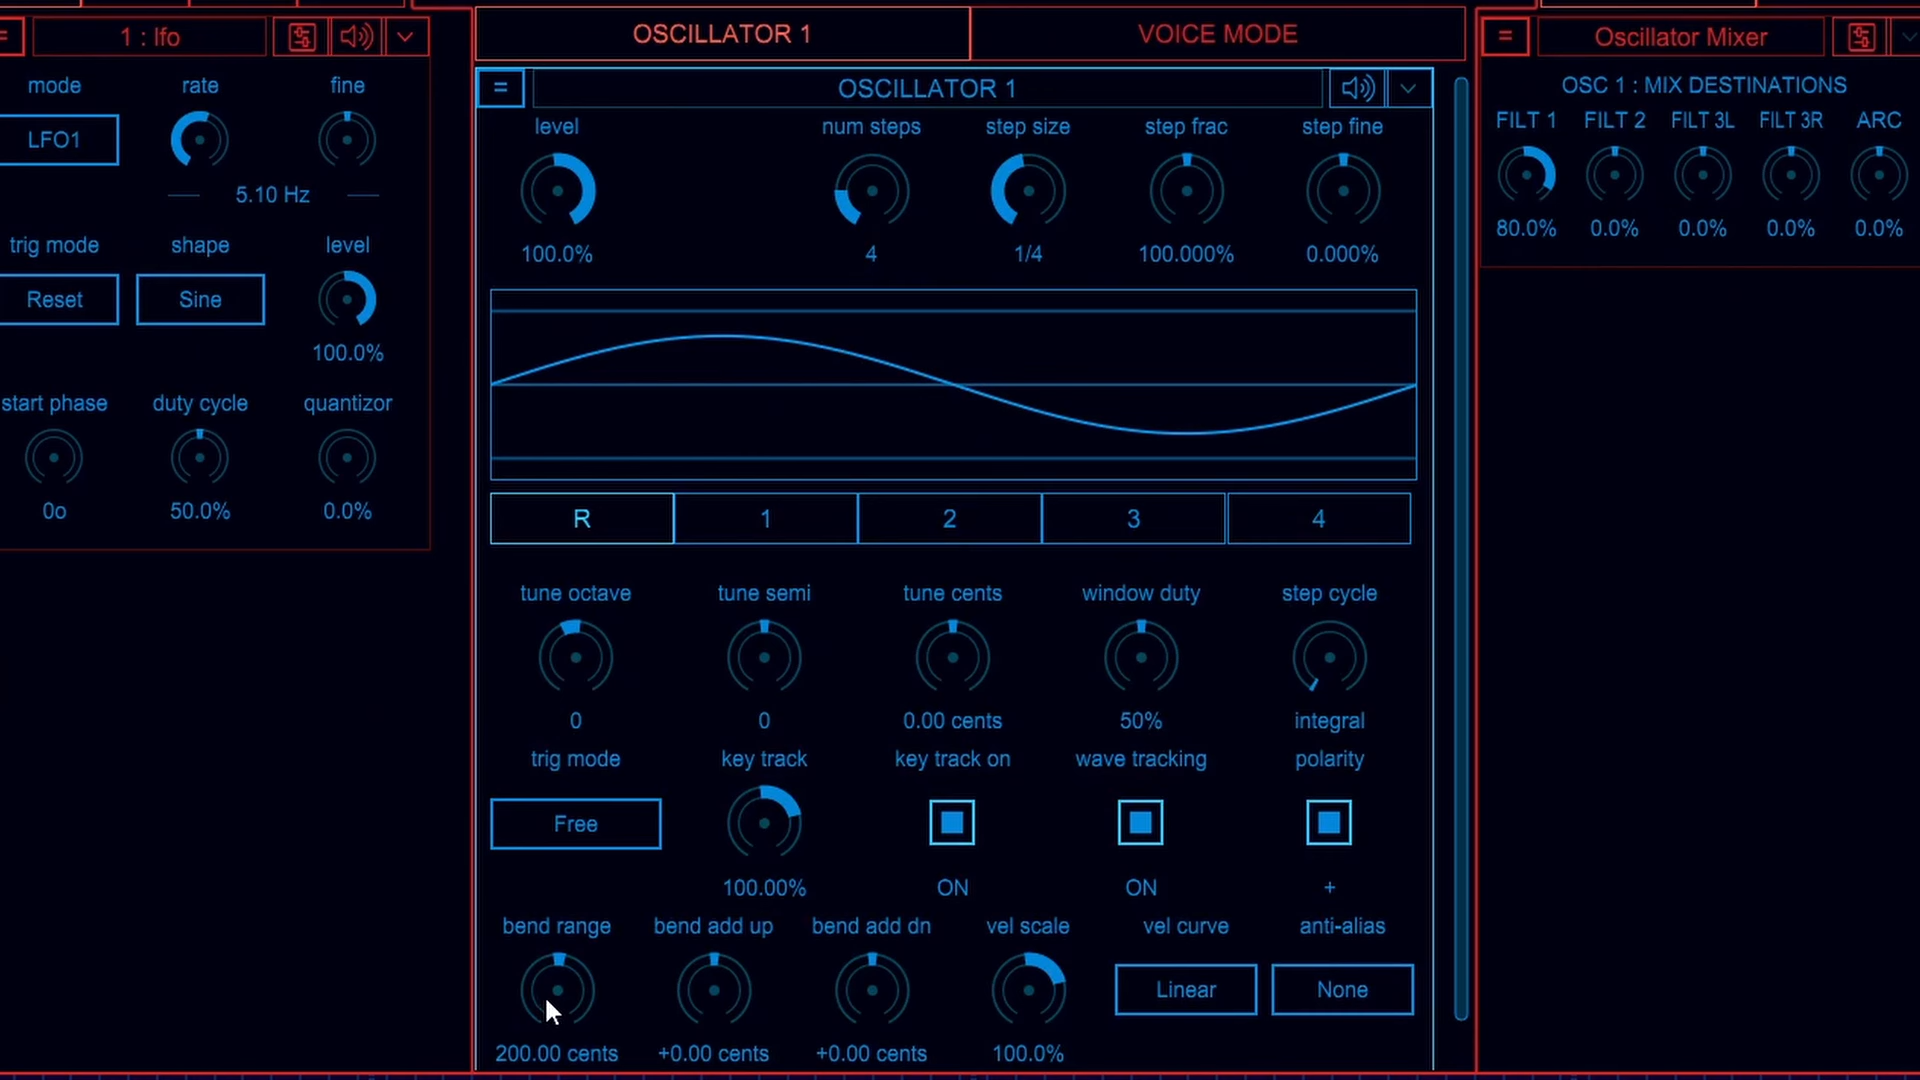 = 1 : lfo
mode rate fine
LFO1
5.10 Hz
trig mode shape level
Reset Sine
100.0%
start phase duty cycle quantizor
0o 50.0% 0.0%
OSCILLATOR 1 VOICE MODE
= OSCILLATOR 1
level num steps step size step frac step fine
100.0% 4 1/4 100.000% 0.000%
R 1 2 3 4
tune octave tune semi tune cents window duty step cycle
0 0 0.00 cents 50% integral
trig mode key track key track on wave tracking polarity
Free
100.00% ON ON +
bend range bend add up bend add dn vel scale vel curve anti-alias
Linear None
200.00 cents +0.00 cents +0.00 cents 100.0%
= Oscillator Mixer
OSC 1 : MIX DESTINATIONS
FILT 1 FILT 2 FILT 3L FILT 3R ARC
80.0% 0.0% 0.0% 0.0% 0.0%